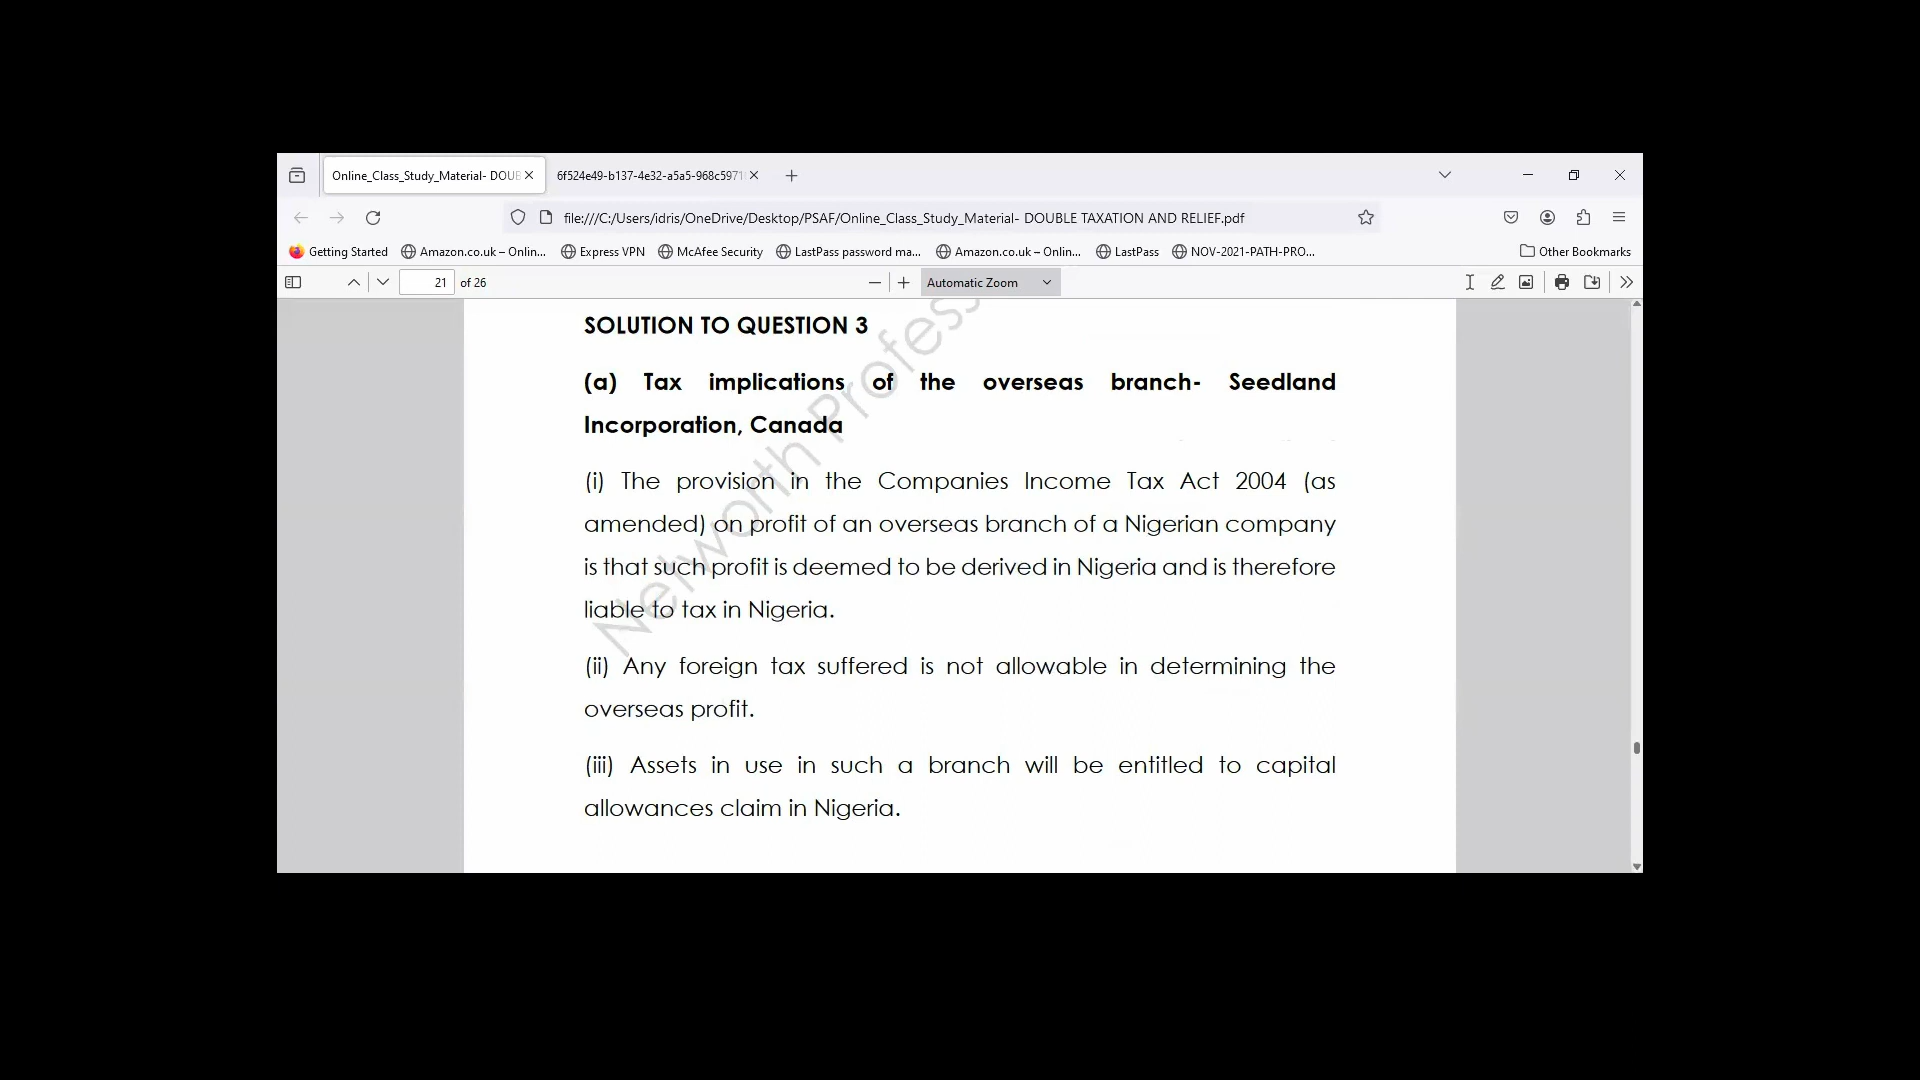 Online_Class_Study_Material- DOUB
6f524e49-b137-4e32-a5a5-968c5971
file:///C:/Users/idris/OneDrive/Desktop/PSAF/Online_Class_Study_Material- DOUBLE TAXATION AND RELIEF.pdf
Getting Started Amazon.co.uk – Onlin... Express VPN McAfee Security LastPass password ma... Amazon.co.uk – Onlin... LastPass NOV-2021-PATH-PRO... Other Bookmarks
21 of 26 Automatic Zoom
SOLUTION TO QUESTION 3
(a) Tax implications of the overseas branch- Seedland
Incorporation, Canada
(i) The provision in the Companies Income Tax Act 2004 (as
amended) on profit of an overseas branch of a Nigerian company
is that such profit is deemed to be derived in Nigeria and is therefore
liable to tax in Nigeria.
(ii) Any foreign tax suffered is not allowable in determining the
overseas profit.
(iii) Assets in use in such a branch will be entitled to capital
allowances claim in Nigeria.
Networth Profess